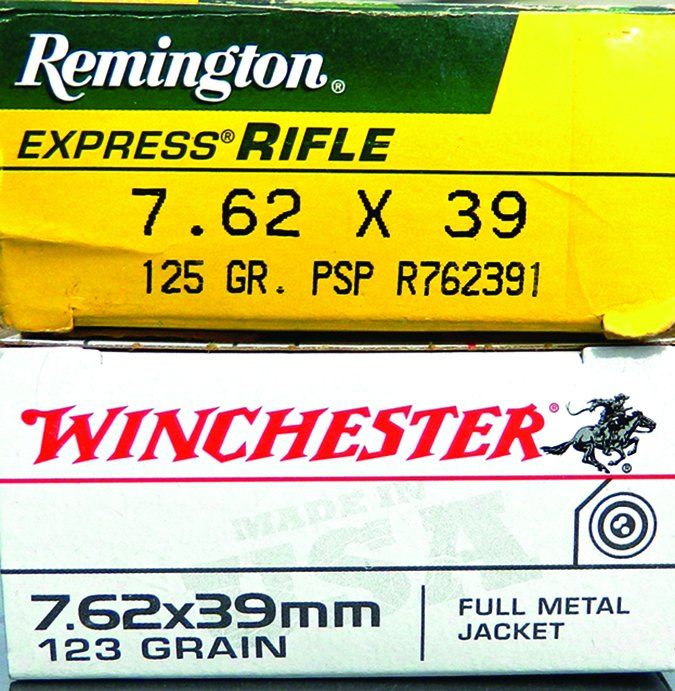 Remington®
EXPRESS® RIFLE
7.62 X 39
125 GR. PSP R762391
WINCHESTER®
MADE IN
USA
7.62x39mm
123 GRAIN
FULL METAL
JACKET